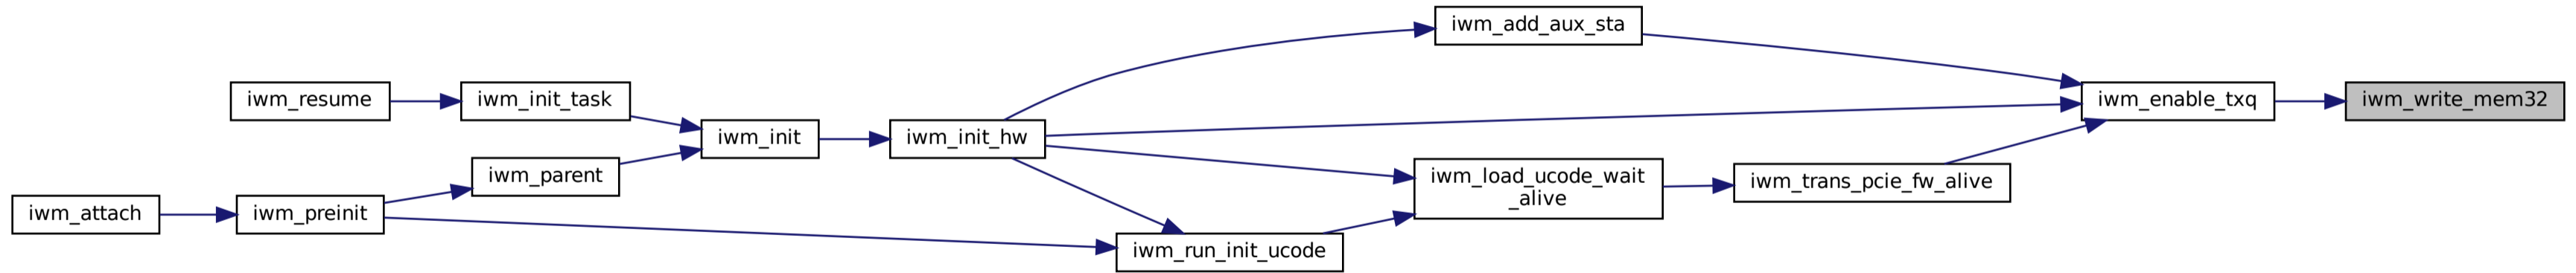 iwm_add_aux_sta
iwm_resume
iwm_init_task
iwm_enable_txq
iwm_write_mem32
iwm_init
iwm_init_hw
iwm_parent
iwm_load_ucode_wait
_alive
iwm_trans_pcie_fw_alive
iwm_attach
iwm_preinit
iwm_run_init_ucode